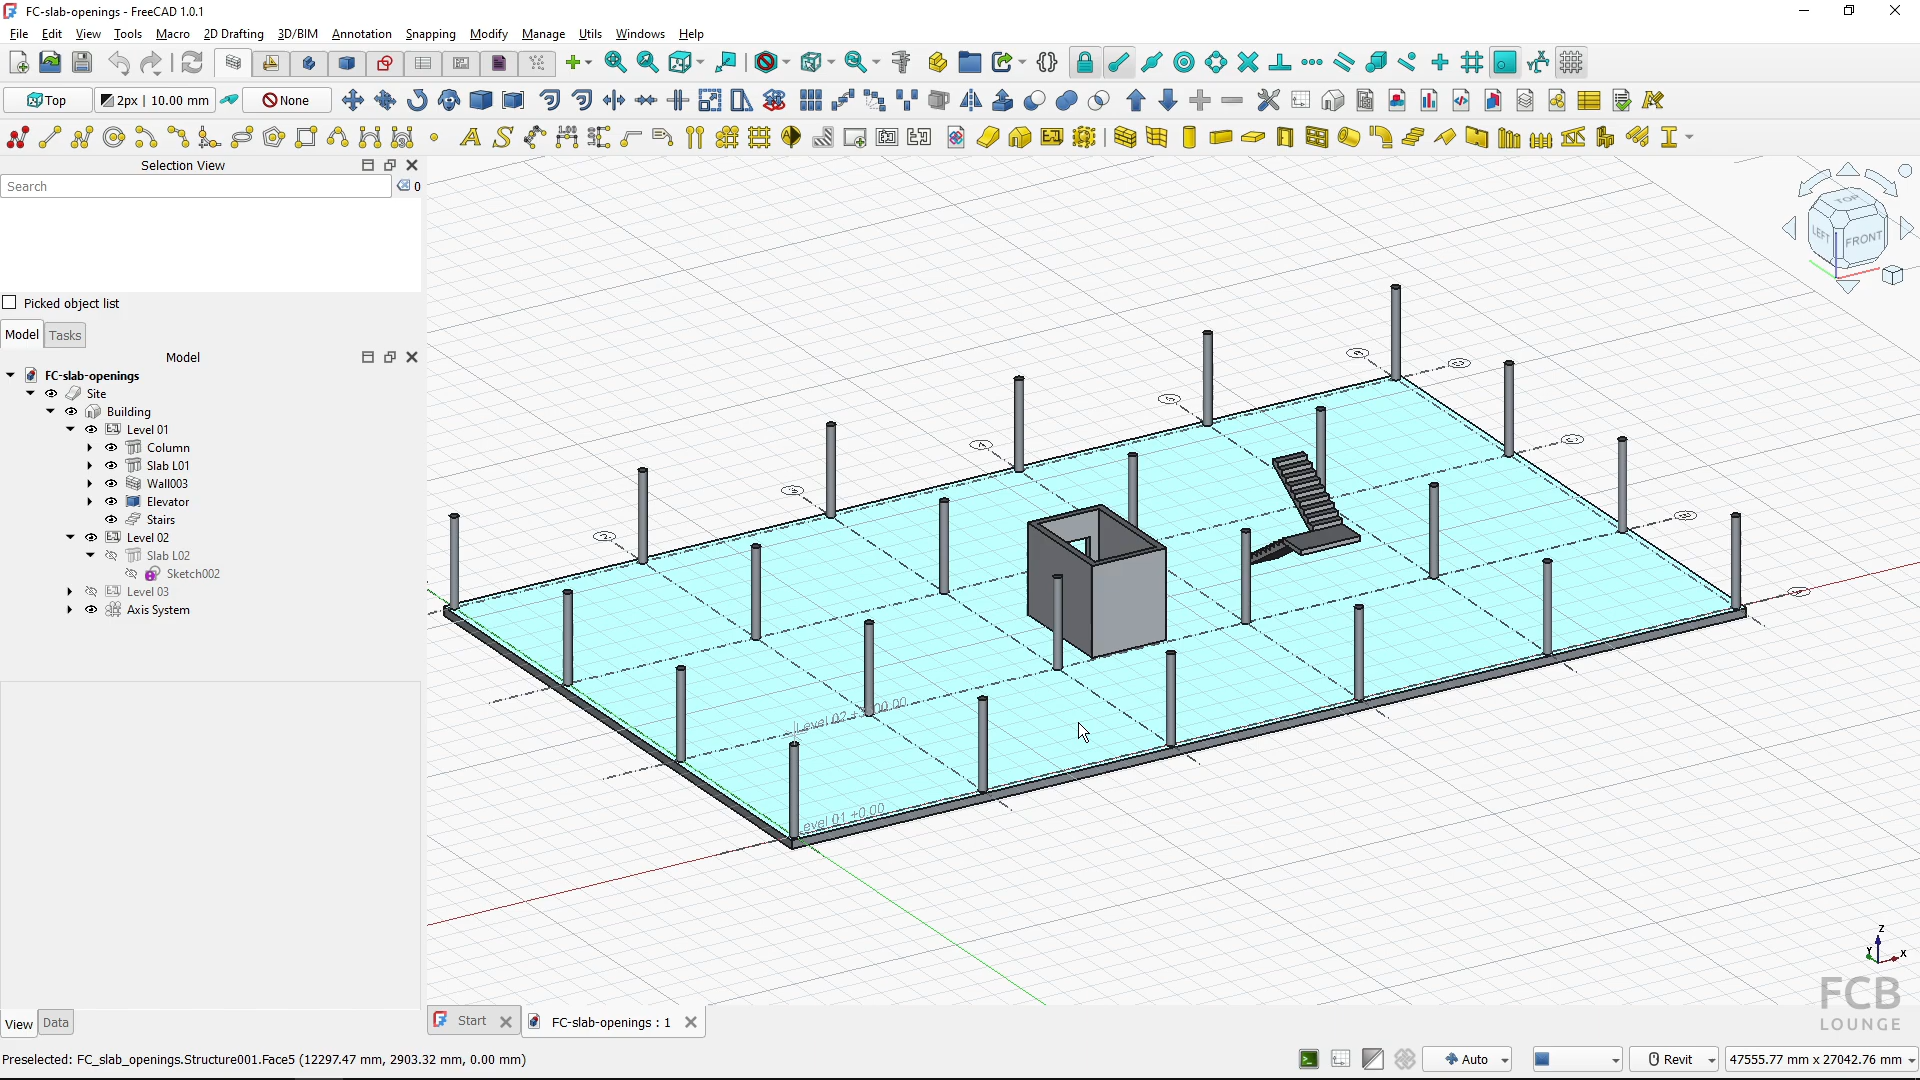 FC-slab-openings - FreeCAD 1.0.1
File Edit View Tools Macro 2D Drafting 3D/BIM Annotation Snapping Modify Manage Utils Windows Help
Top 2px | 10.00 mm None
Selection View
Search
0
Picked object list
Model Tasks
Model
FC-slab-openings
Site
Building
Level 01
Column
Slab L01
Wall003
Elevator
Stairs
Level 02
Slab L02
Sketch002
Level 03
Axis System
TOP
LEFT FRONT
Level 02 +3000.00
Level 01 +0.00
Z
Y X
FCB
LOUNGE
Start FC-slab-openings : 1
View Data
Preselected: FC_slab_openings.Structure001.Face5 (12297.47 mm, 2903.32 mm, 0.00 mm)
Auto Revit 47555.77 mm x 27042.76 mm